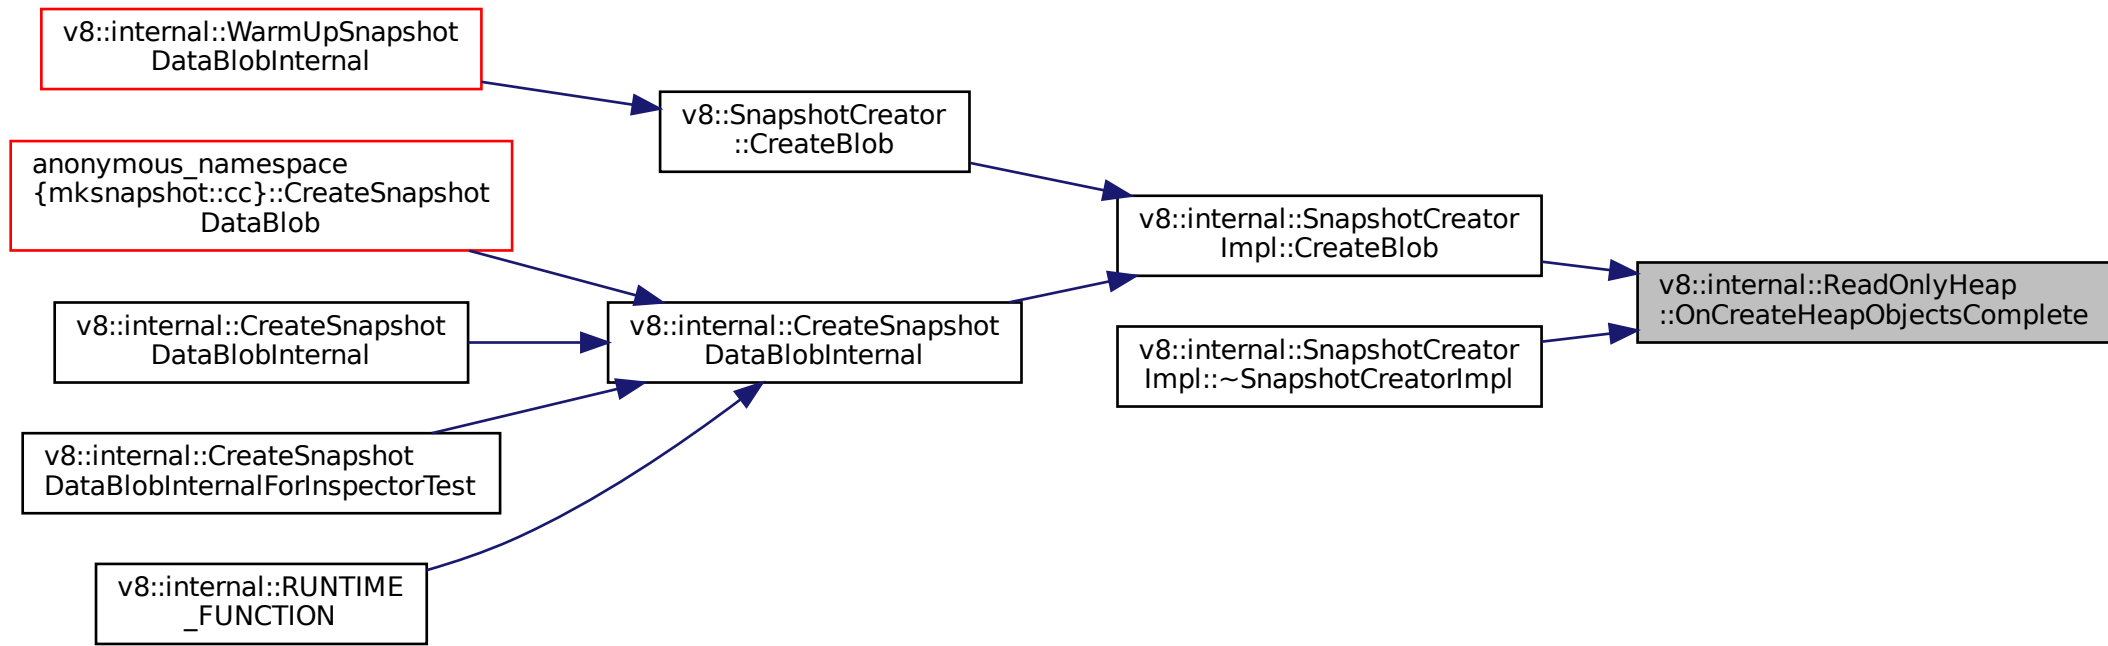 v8::internal::WarmUpSnapshot
DataBlobInternal
anonymous_namespace
{mksnapshot::cc}::CreateSnapshot
DataBlob
v8::internal::CreateSnapshot
DataBlobInternal
v8::internal::CreateSnapshot
DataBlobInternalForInspectorTest
v8::internal::RUNTIME
_FUNCTION
v8::SnapshotCreator
::CreateBlob
v8::internal::CreateSnapshot
DataBlobInternal
v8::internal::SnapshotCreator
Impl::CreateBlob
v8::internal::SnapshotCreator
Impl::~SnapshotCreatorImpl
v8::internal::ReadOnlyHeap
::OnCreateHeapObjectsComplete